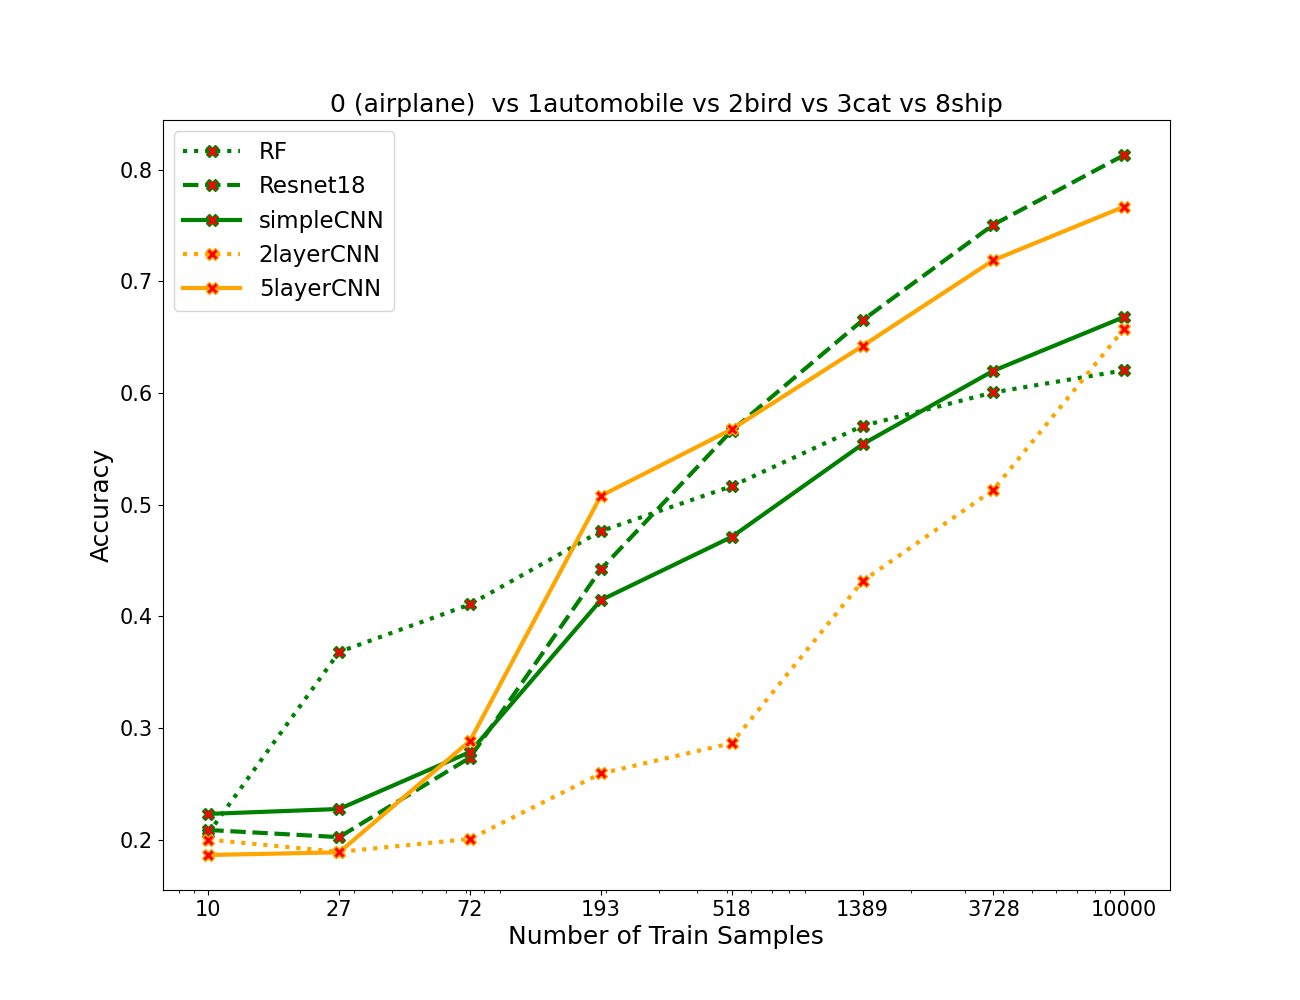 0 (airplane)  vs 1automobile vs 2bird vs 3cat vs 8ship
RF
Resnet18
simpleCNN
2layerCNN
5layerCNN
Accuracy
0.8
0.7
0.6
0.5
0.4
0.3
0.2
10 27 72 193 518 1389 3728 10000
Number of Train Samples